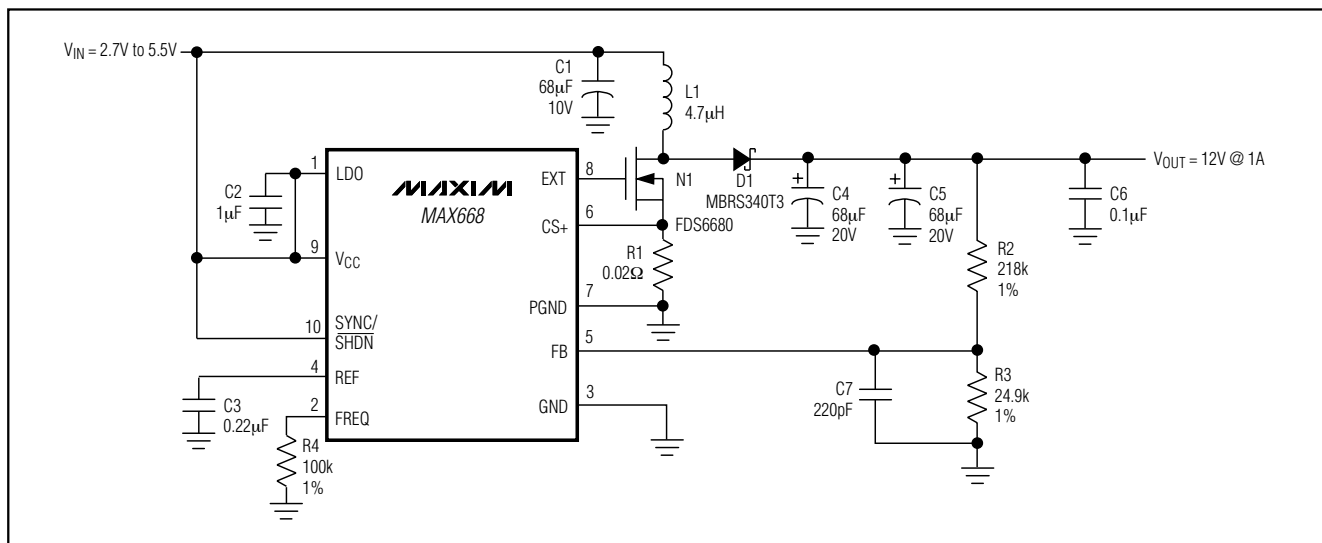 VIN = 2.7V to 5.5V
C1
68µF
10V
L1
4.7µH
1
LDO
MAXIM
MAX668
EXT
8
N1
FDS6680
D1
MBRS340T3
C4
68µF
20V
C5
68µF
20V
VOUT = 12V @ 1A
C6
0.1µF
C2
1µF
CS+
6
9
VCC
R1
0.02Ω
R2
218k
1%
PGND
7
10
SYNC/
SHDN
FB
5
4
REF
C3
0.22µF
2
FREQ
R4
100k
1%
GND
3
C7
220pF
R3
24.9k
1%